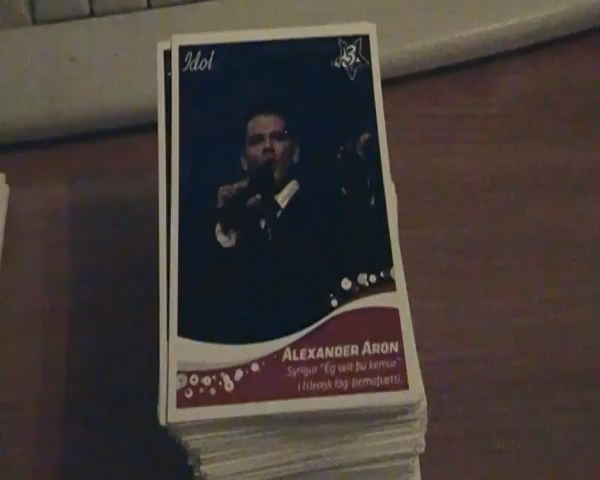 Idol
3
ALEXANDER ARON
Syngur "Ég veit þú kemur"
í Íslensk lög-þemaþætti.